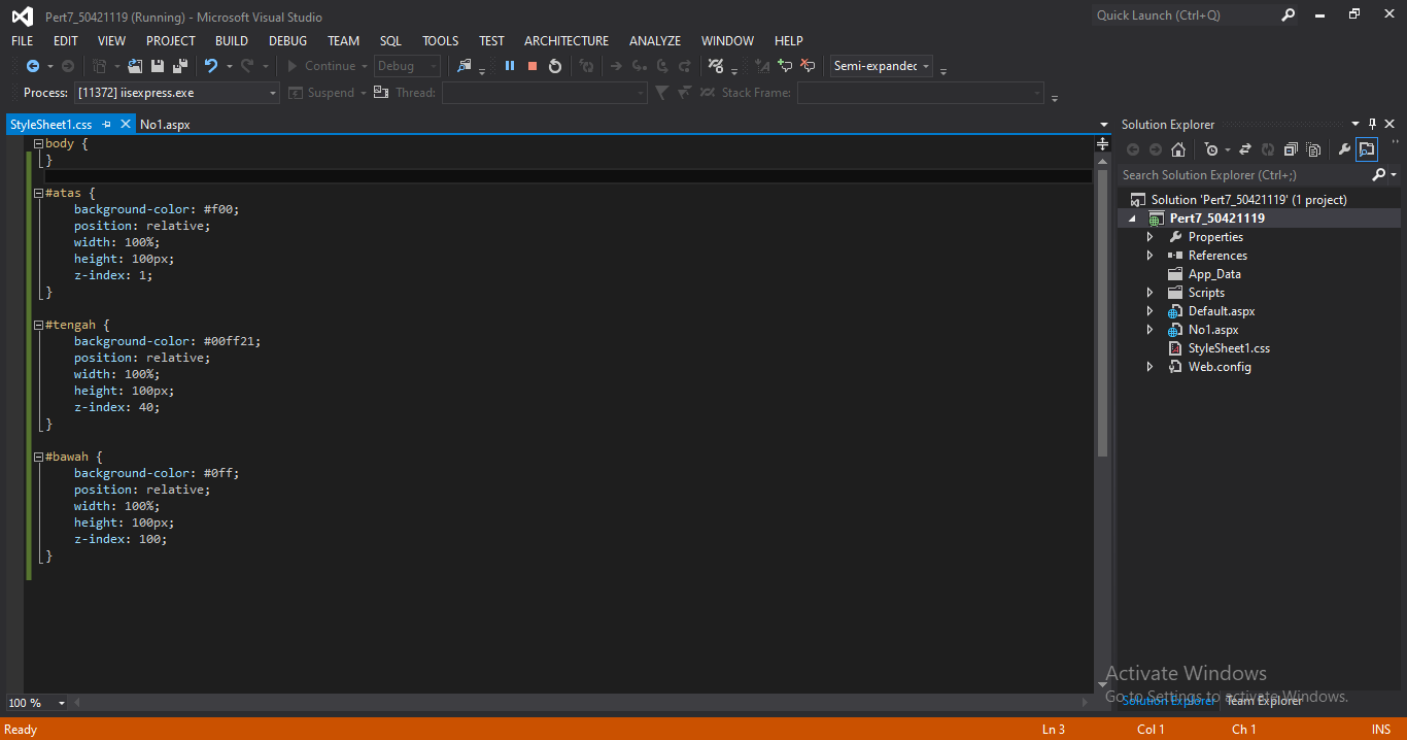 Pert7_50421119 (Running) - Microsoft Visual Studio
Quick Launch (Ctrl+Q)
FILE EDIT VIEW PROJECT BUILD DEBUG TEAM SQL TOOLS TEST ARCHITECTURE ANALYZE WINDOW HELP
Continue Debug Semi-expanded
Process: [11372] iisexpress.exe Suspend Thread: Stack Frame:
StyleSheet1.css No1.aspx
body {
}
#atas {
background-color: #f00;
position: relative;
width: 100%;
height: 100px;
z-index: 1;
}
#tengah {
background-color: #00ff21;
position: relative;
width: 100%;
height: 100px;
z-index: 40;
}
#bawah {
background-color: #0ff;
position: relative;
width: 100%;
height: 100px;
z-index: 100;
}
100 %
Solution Explorer
Search Solution Explorer (Ctrl+;)
Solution 'Pert7_50421119' (1 project)
Pert7_50421119
Properties
References
App_Data
Scripts
Default.aspx
No1.aspx
StyleSheet1.css
Web.config
Activate Windows
Go to Settings to activate Windows.
Solution Explorer Team Explorer
Ready Ln 3 Col 1 Ch 1 INS